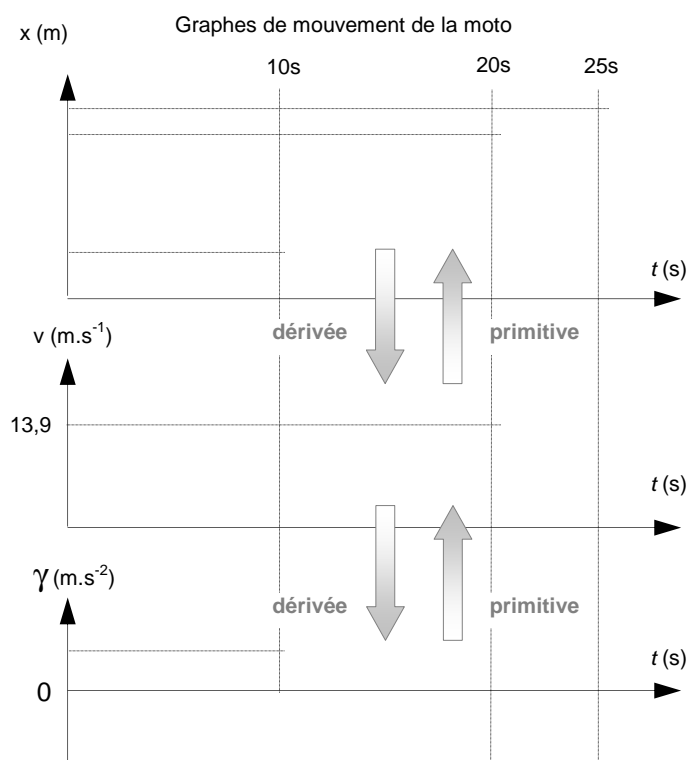 Graphes de mouvement de la moto
x (m)
10s 20s 25s
t (s)
dérivée primitive
v (m.s-1)
13,9
t (s)
γ (m.s-2)
dérivée primitive
t (s)
0